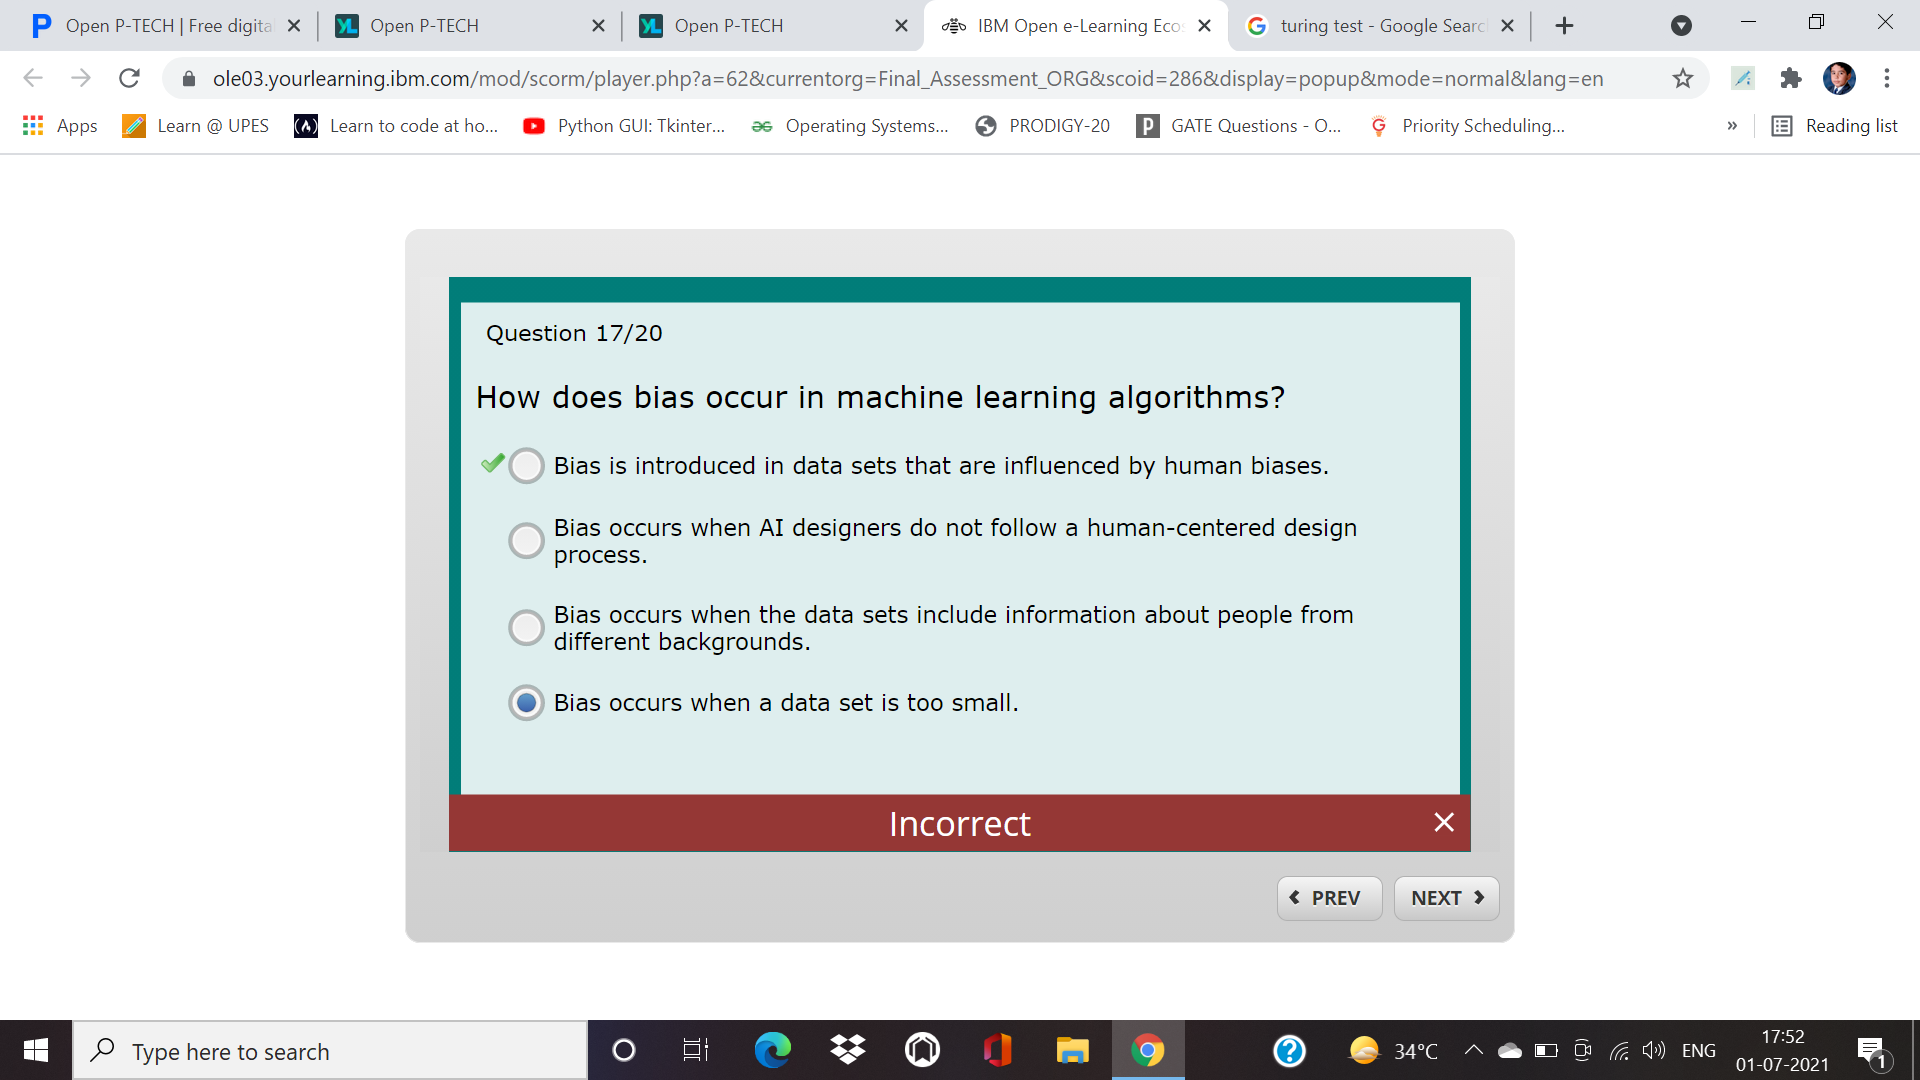 Open P-TECH | Free digita
Open P-TECH
Open P-TECH
IBM Open e-Learning Eco
turing test - Google Searc
ole03.yourlearning.ibm.com/mod/scorm/player.php?a=62&currentorg=Final_Assessment_ORG&scoid=286&display=popup&mode=normal&lang=en
Apps
Learn @ UPES
Learn to code at ho...
Python GUI: Tkinter...
Operating Systems...
PRODIGY-20
GATE Questions - O...
Priority Scheduling...
»
Reading list
Question 17/20
How does bias occur in machine learning algorithms?
Bias is introduced in data sets that are influenced by human biases.
Bias occurs when AI designers do not follow a human-centered design
process.
Bias occurs when the data sets include information about people from
different backgrounds.
Bias occurs when a data set is too small.
Incorrect
PREV
NEXT
Type here to search
34°C
ENG
17:52
01-07-2021
1